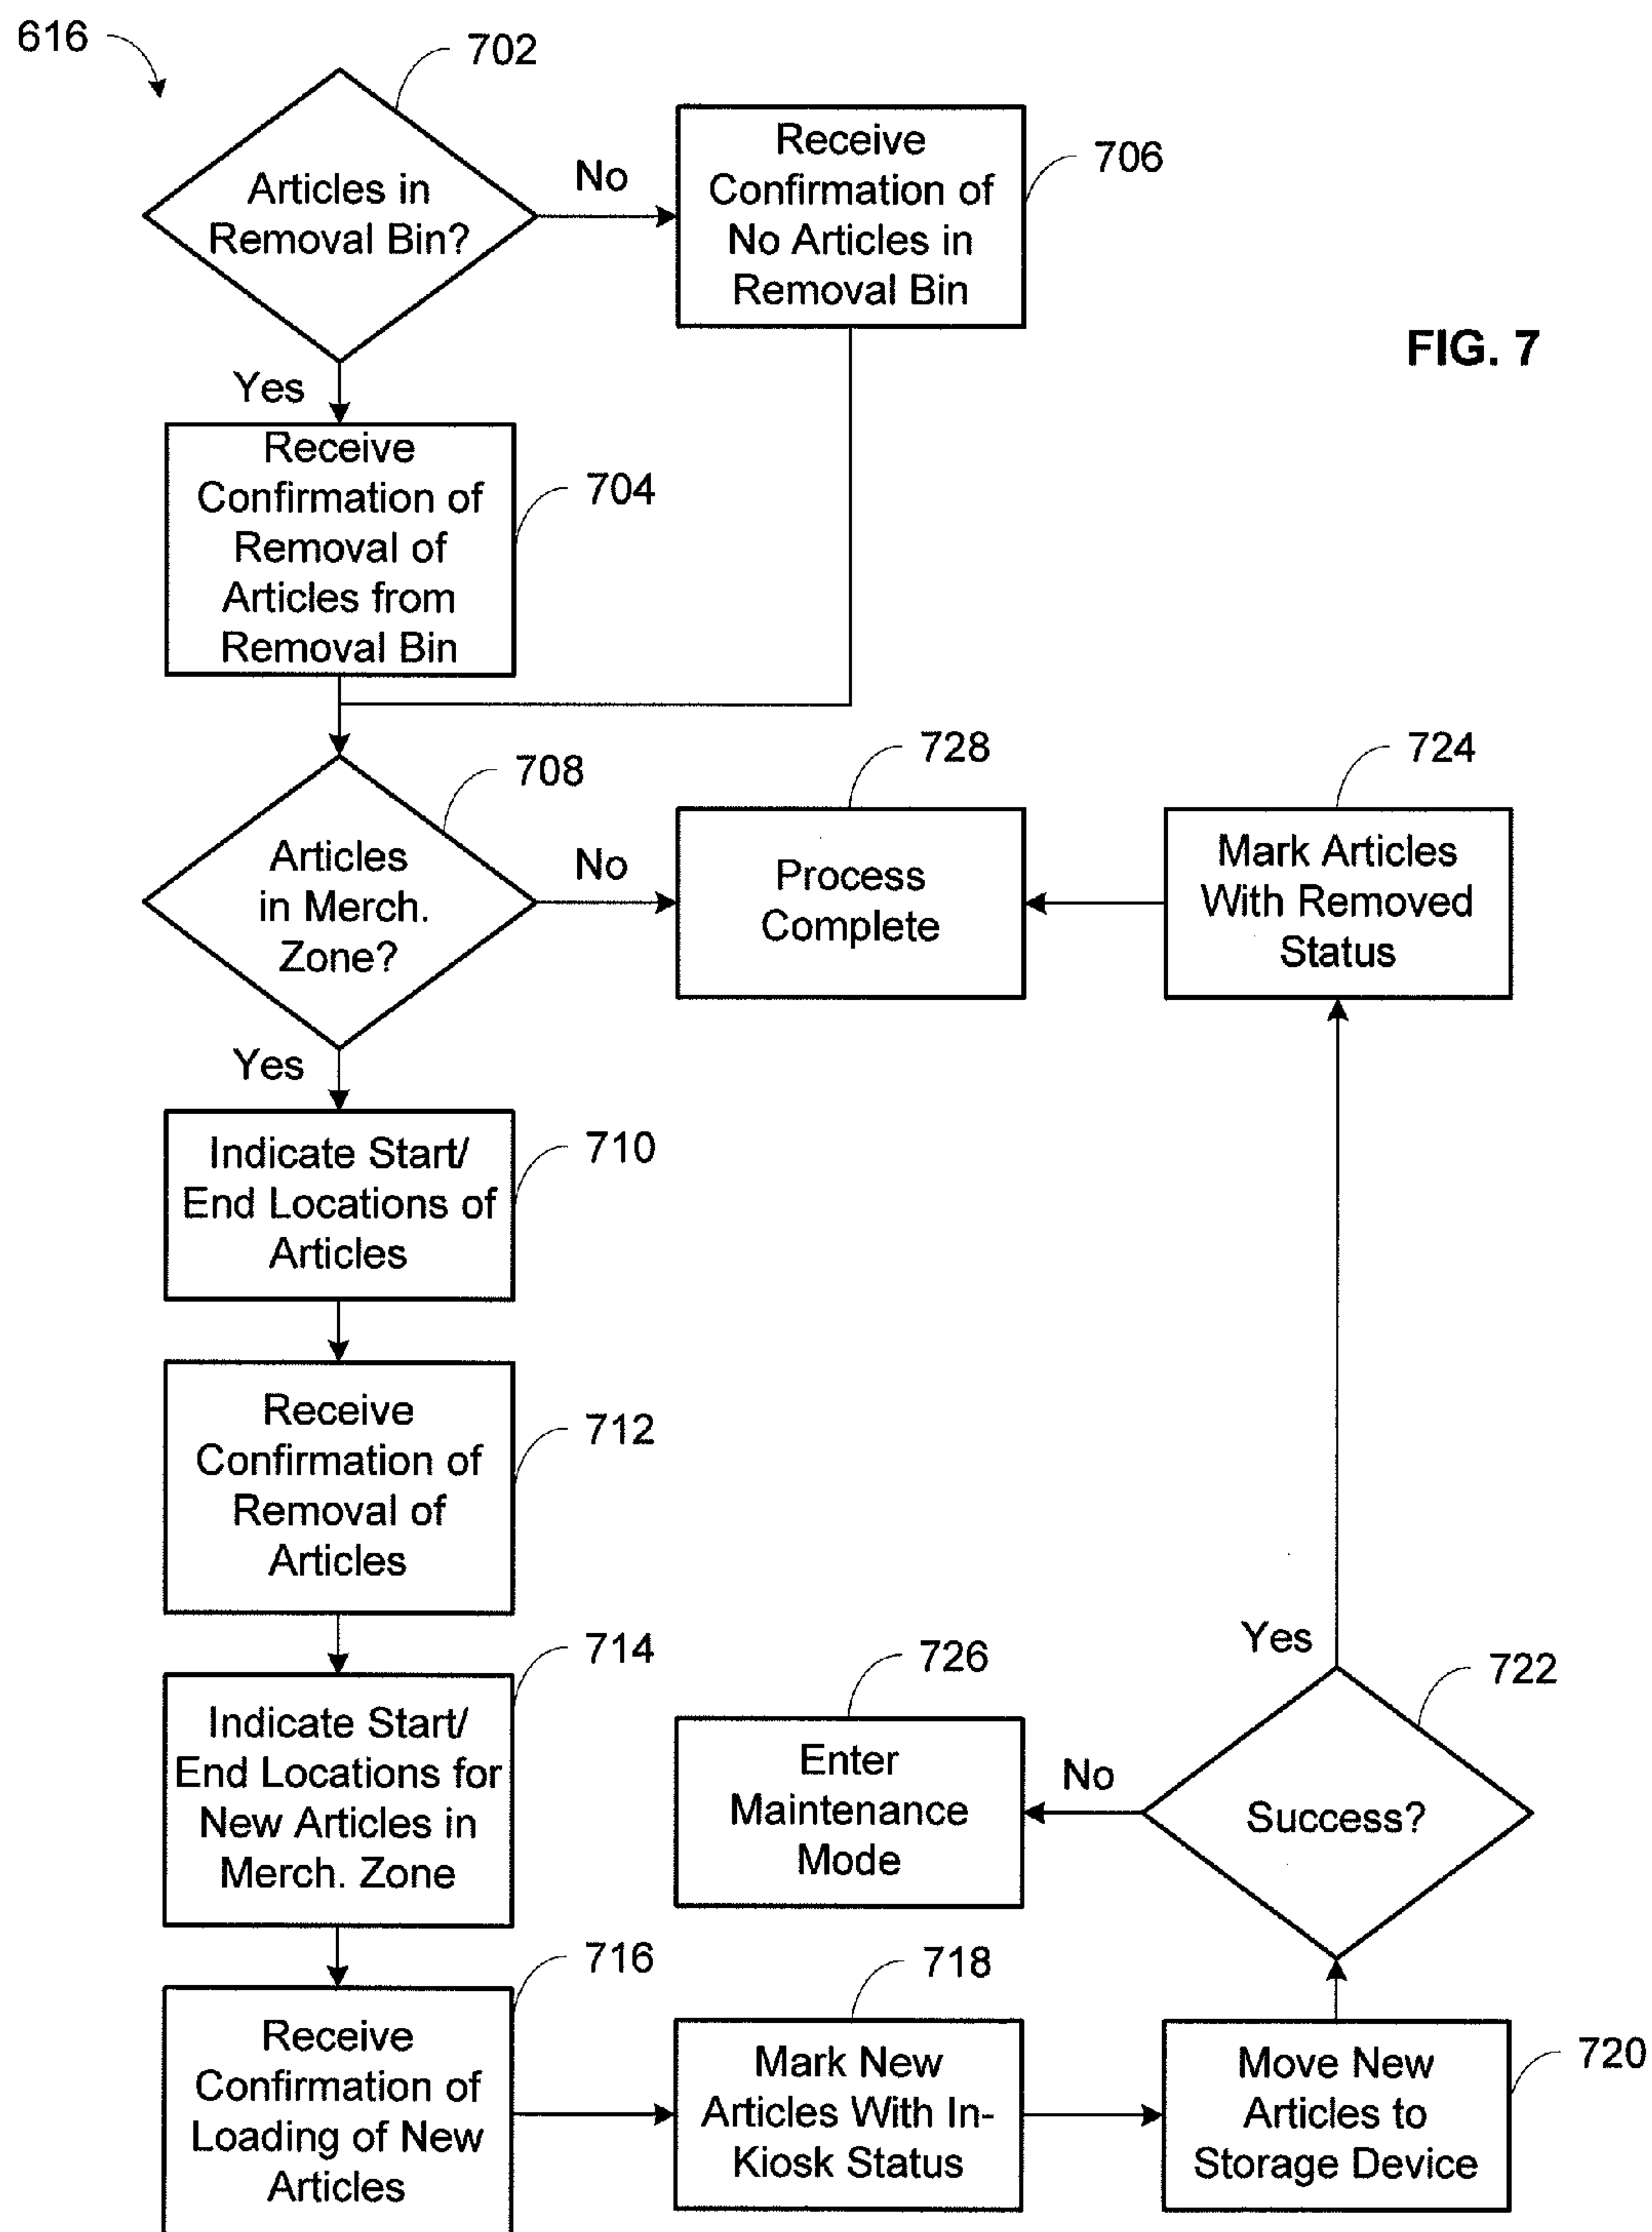 616
702
Articles in
Removal Bin?
No
Receive
Confirmation of
No Articles in
Removal Bin
706
FIG. 7
Yes
Receive
Confirmation of
Removal of
Articles from
Removal Bin
704
708
Articles
in Merch.
Zone?
No
728
Process
Complete
724
Mark Articles
With Removed
Status
Yes
Indicate Start/
End Locations of
Articles
710
Receive
Confirmation of
Removal of
Articles
712
Indicate Start/
End Locations for
New Articles in
Merch. Zone
714
726
Enter
Maintenance
Mode
No
Yes
722
Success?
Receive
Confirmation of
Loading of New
Articles
716
718
Mark New
Articles With In-
Kiosk Status
Move New
Articles to
Storage Device
720